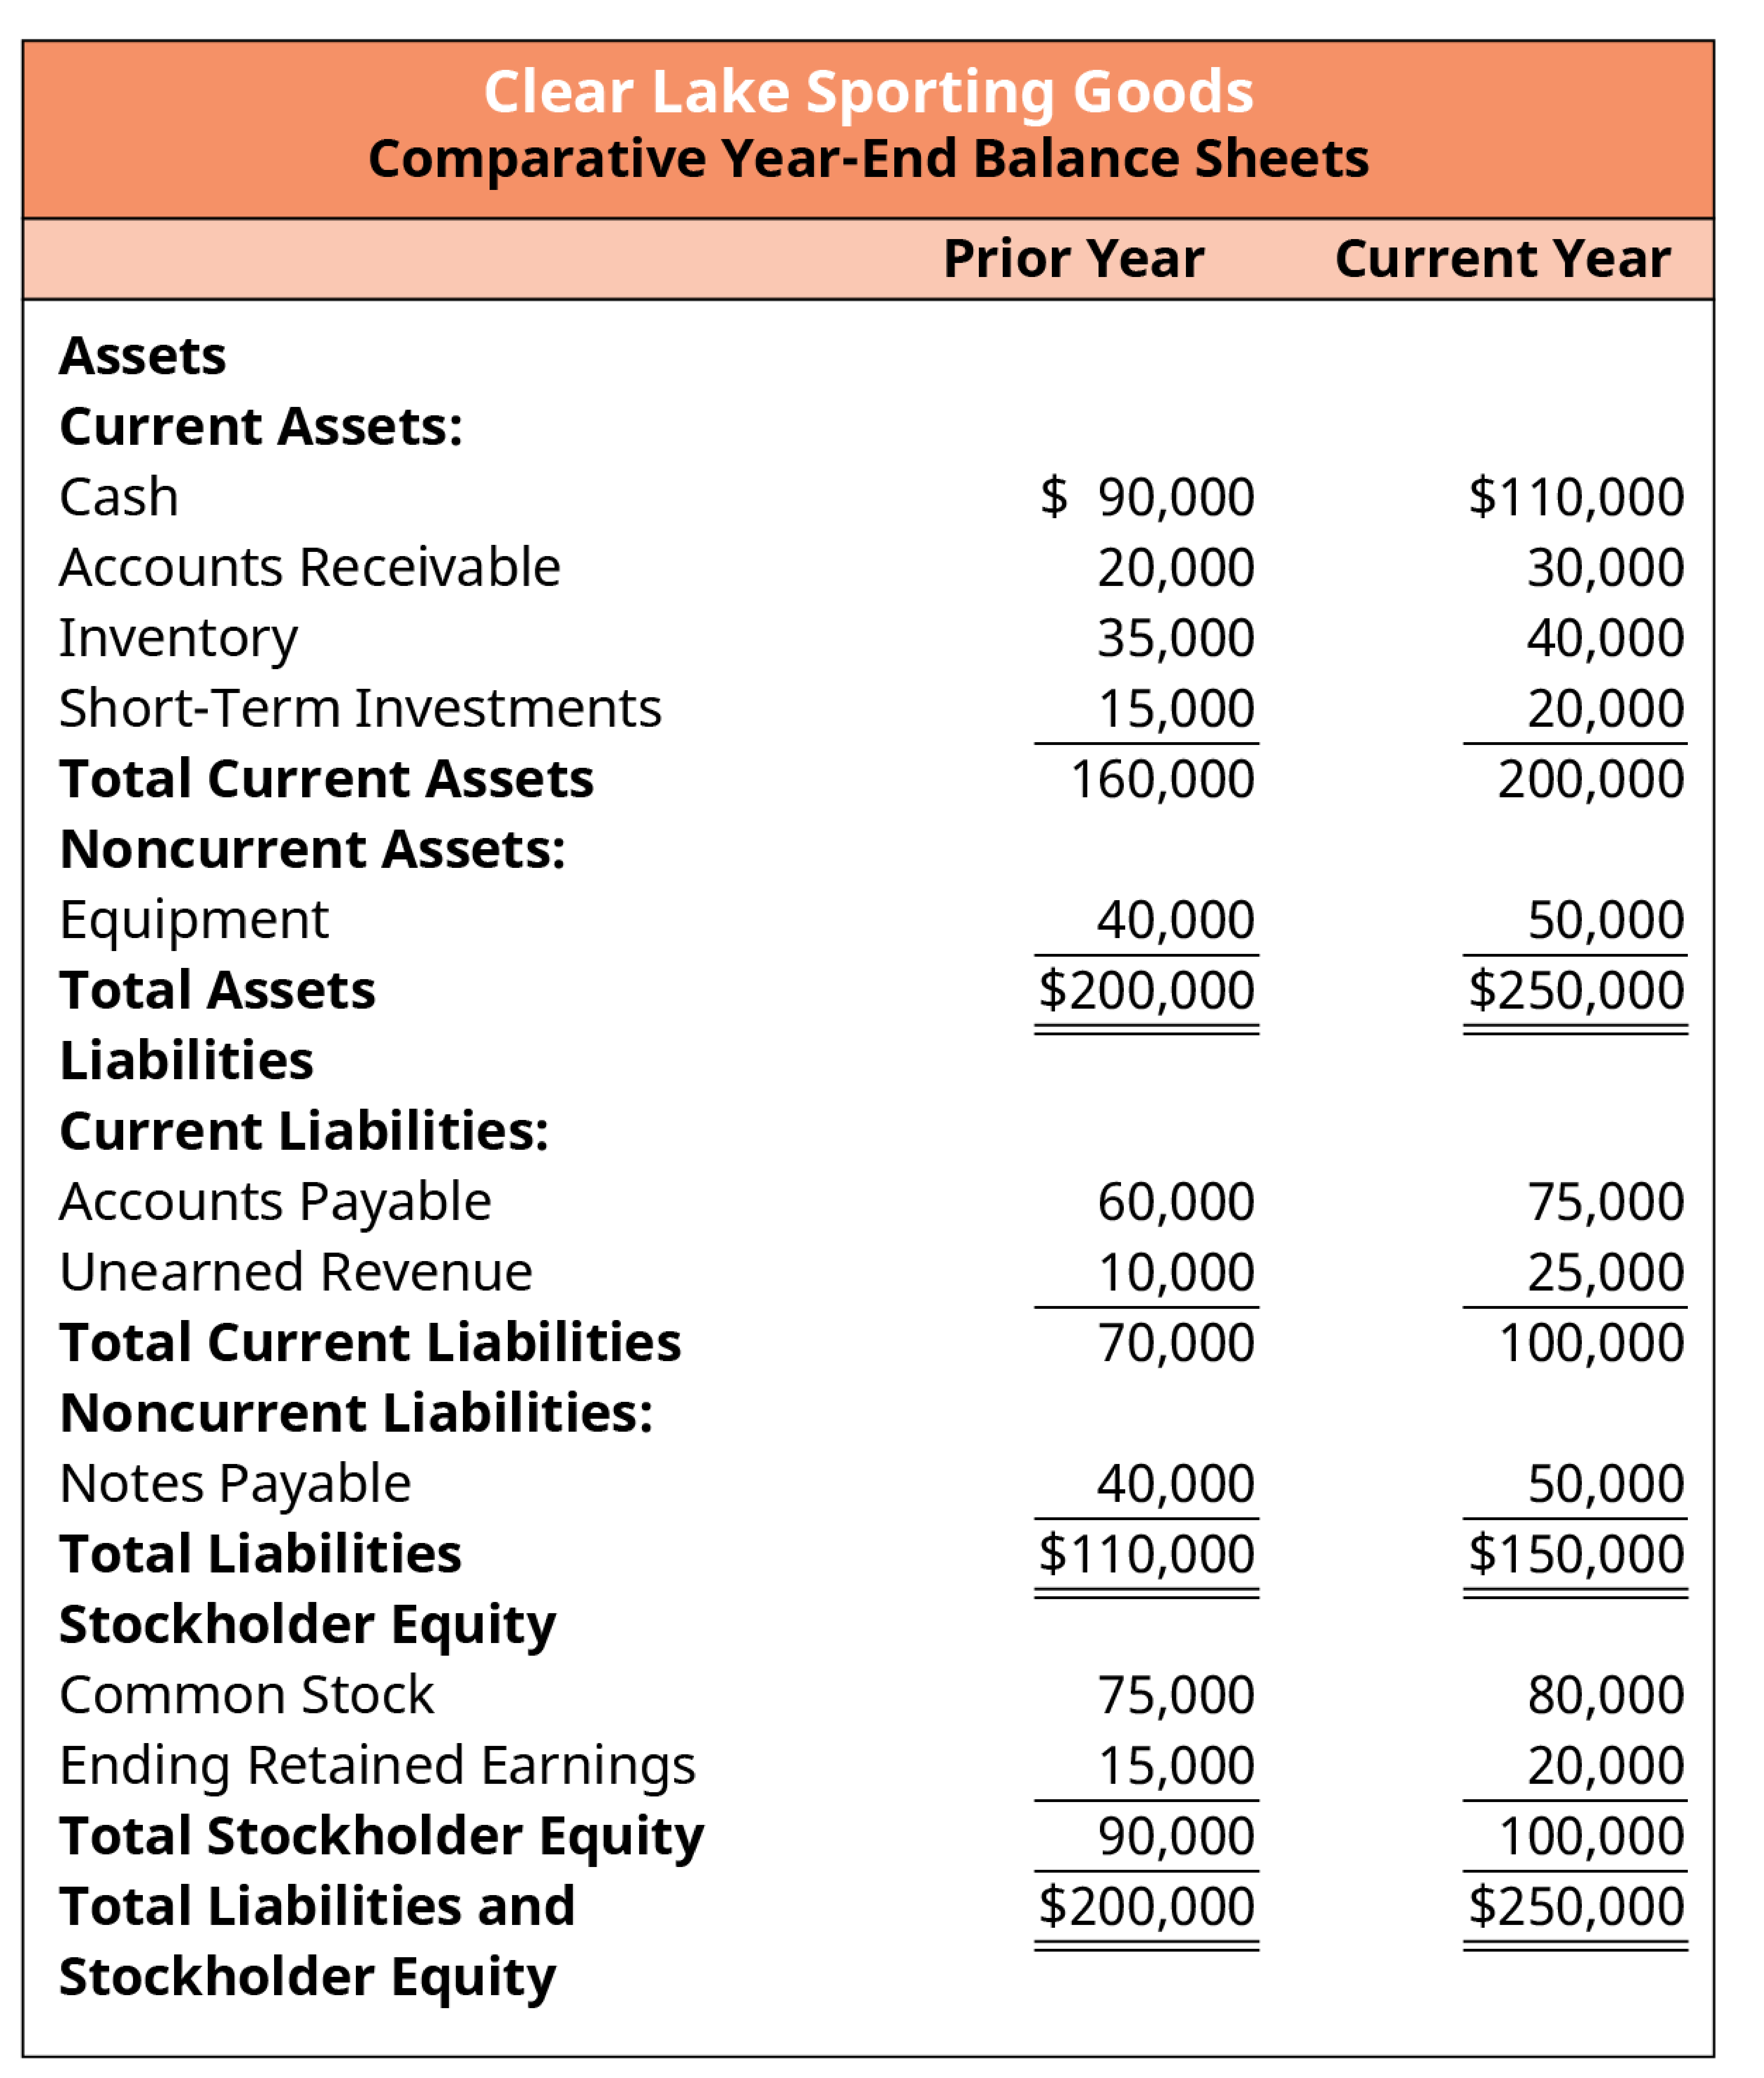 Clear Lake Sporting Goods
Comparative Year-End Balance Sheets
Prior Year Current Year
Assets
Current Assets:
Cash $ 90,000 $110,000
Accounts Receivable 20,000 30,000
Inventory 35,000 40,000
Short-Term Investments 15,000 20,000
Total Current Assets 160,000 200,000
Noncurrent Assets:
Equipment 40,000 50,000
Total Assets $200,000 $250,000
Liabilities
Current Liabilities:
Accounts Payable 60,000 75,000
Unearned Revenue 10,000 25,000
Total Current Liabilities 70,000 100,000
Noncurrent Liabilities:
Notes Payable 40,000 50,000
Total Liabilities $110,000 $150,000
Stockholder Equity
Common Stock 75,000 80,000
Ending Retained Earnings 15,000 20,000
Total Stockholder Equity 90,000 100,000
Total Liabilities and $200,000 $250,000
Stockholder Equity